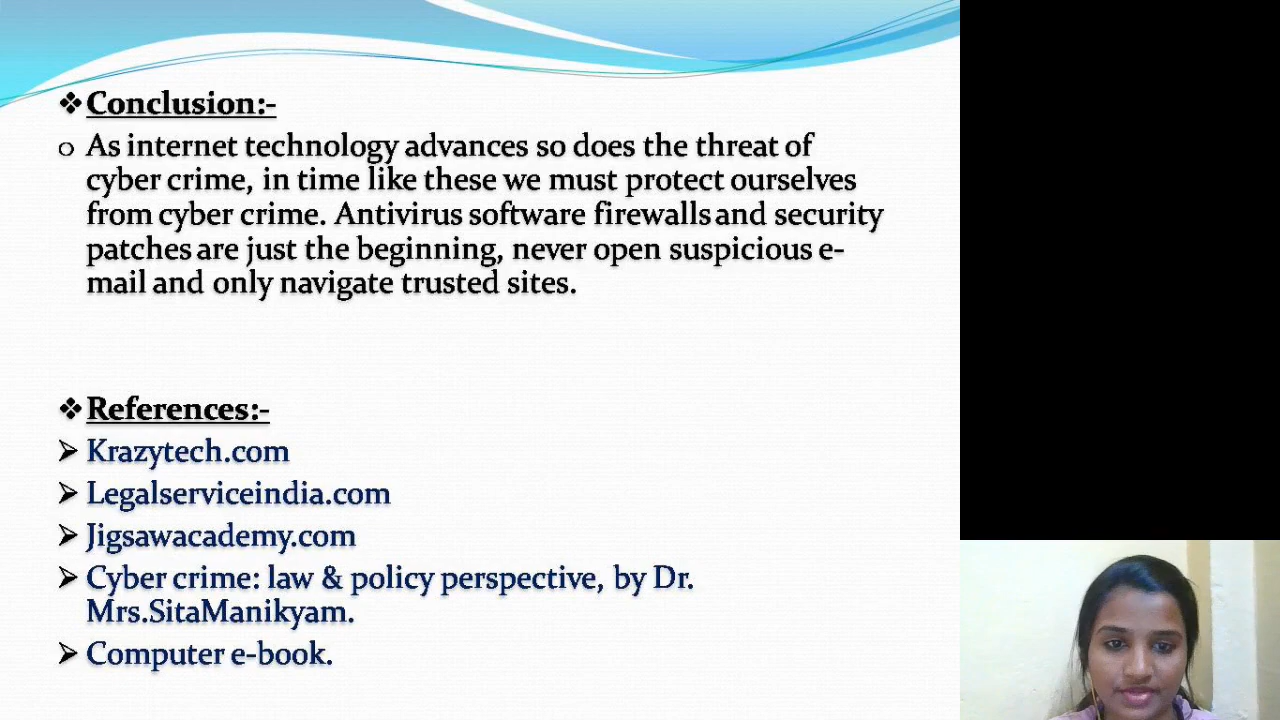 ❖Conclusion:-
o As internet technology advances so does the threat of
cyber crime, in time like these we must protect ourselves
from cyber crime. Antivirus software firewalls and security
patches are just the beginning, never open suspicious e-
mail and only navigate trusted sites.
❖References:-
➢ Krazytech.com
➢ Legalserviceindia.com
➢ Jigsawacademy.com
➢ Cyber crime: law & policy perspective, by Dr.
Mrs.SitaManikyam.
➢ Computer e-book.